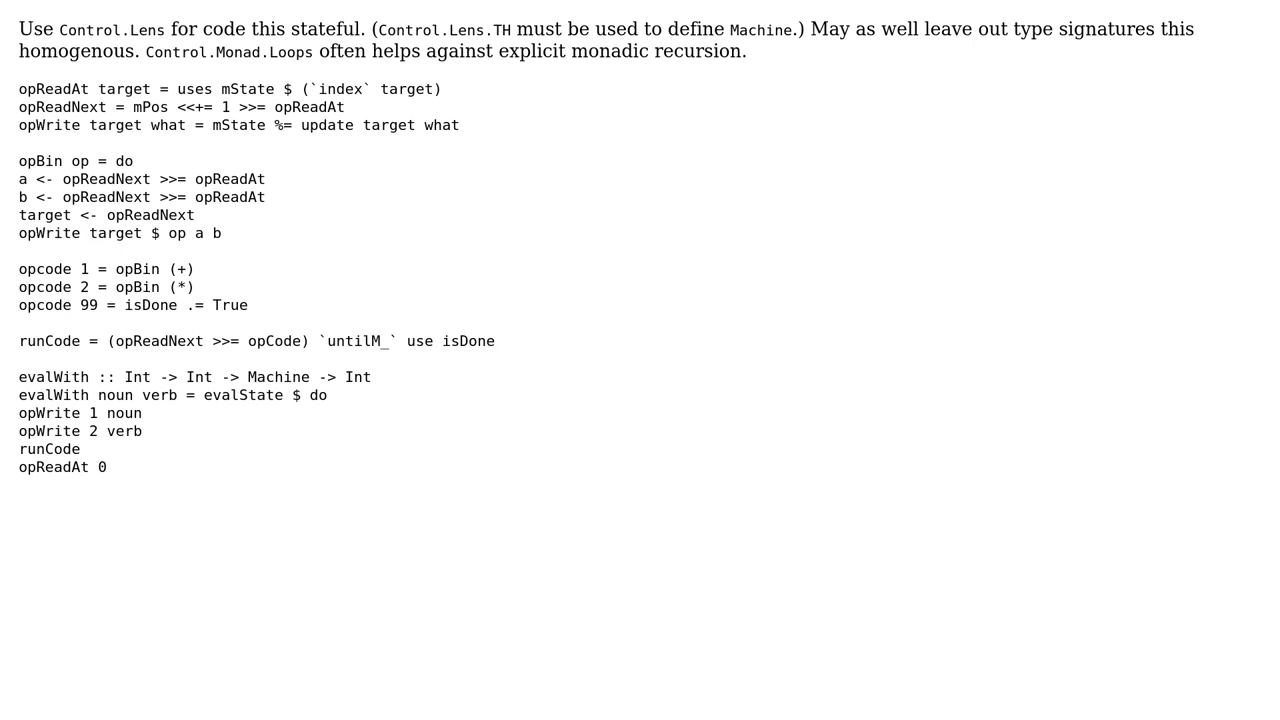 Use Control.Lens for code this stateful. (Control.Lens.TH must be used to define Machine.) May as well leave out type signatures this
homogenous. Control.Monad.Loops often helps against explicit monadic recursion.
opReadAt target = uses mState $ (`index` target)
opReadNext = mPos <<+= 1 >>= opReadAt
opWrite target what = mState %= update target what
opBin op = do
a <- opReadNext >>= opReadAt
b <- opReadNext >>= opReadAt
target <- opReadNext
opWrite target $ op a b
opcode 1 = opBin (+)
opcode 2 = opBin (*)
opcode 99 = isDone .= True
runCode = (opReadNext >>= opCode) `untilM_` use isDone
evalWith :: Int -> Int -> Machine -> Int
evalWith noun verb = evalState $ do
opWrite 1 noun
opWrite 2 verb
runCode
opReadAt 0